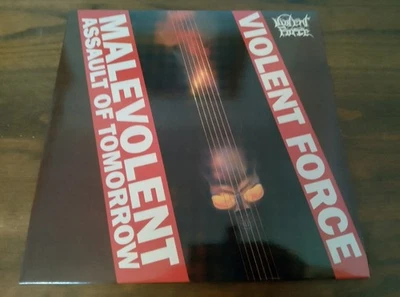 Violent
Force
VIOLENT FORCE
MALEVOLENT
ASSAULT OF TOMORROW